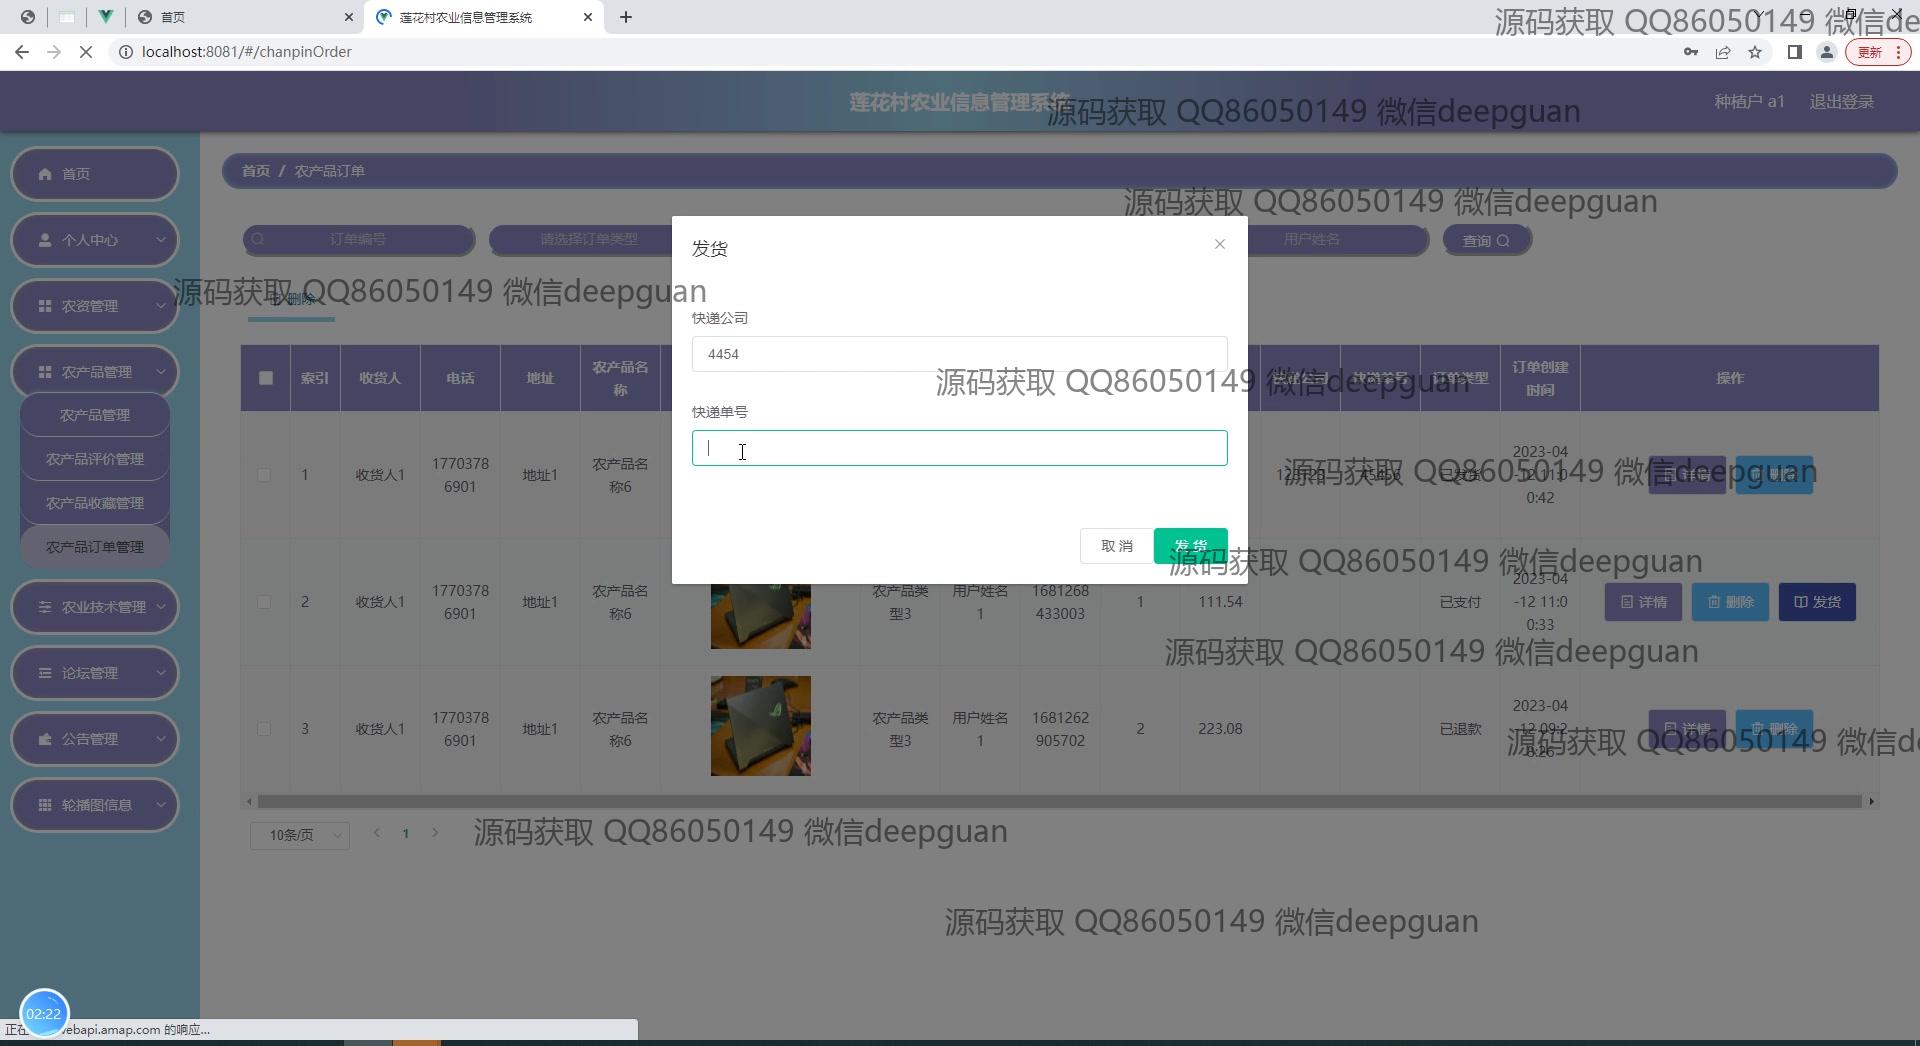 首页
莲花村农业信息管理系统
源码获取 QQ86050149 微信de
localhost:8081/#/chanpinOrder
更新
莲花村农业信息管理系统
源码获取 QQ86050149 微信deepguan
种植户 a1
退出登录
首页
个人中心
农资管理
农产品管理
农产品管理
农产品评价管理
农产品收藏管理
农产品订单管理
农业技术管理
论坛管理
公告管理
轮播图信息
首页 / 农产品订单
源码获取 QQ86050149 微信deepguan
订单编号
请选择订单类型
用户姓名
查询
删除
源码获取 QQ86050149 微信deepguan
发货
快递公司
4454
源码获取 QQ86050149 微信deepguan
快递单号
取 消
发 货
索引
收货人
电话
地址
农产品名
称
订单类型
订单创建
时间
操作
1
收货人1
1770378
6901
地址1
农产品名
称6
45456
已发货
2023-04
-12 11:0
0:42
详情
删除
源码获取 QQ86050149 微信deepguan
源码获取 QQ86050149 微信deepguan
2
收货人1
1770378
6901
地址1
农产品名
称6
农产品类
型3
用户姓名
1
1681268
433003
1
111.54
已支付
2023-04
-12 11:0
0:33
详情
删除
发货
源码获取 QQ86050149 微信deepguan
3
收货人1
1770378
6901
地址1
农产品名
称6
农产品类
型3
用户姓名
1
1681262
905702
2
223.08
已退款
2023-04
-12 09:2
8:26
详情
删除
源码获取 QQ86050149 微信d
10条/页
1
源码获取 QQ86050149 微信deepguan
源码获取 QQ86050149 微信deepguan
02:22
正在
ebapi.amap.com 的响应...